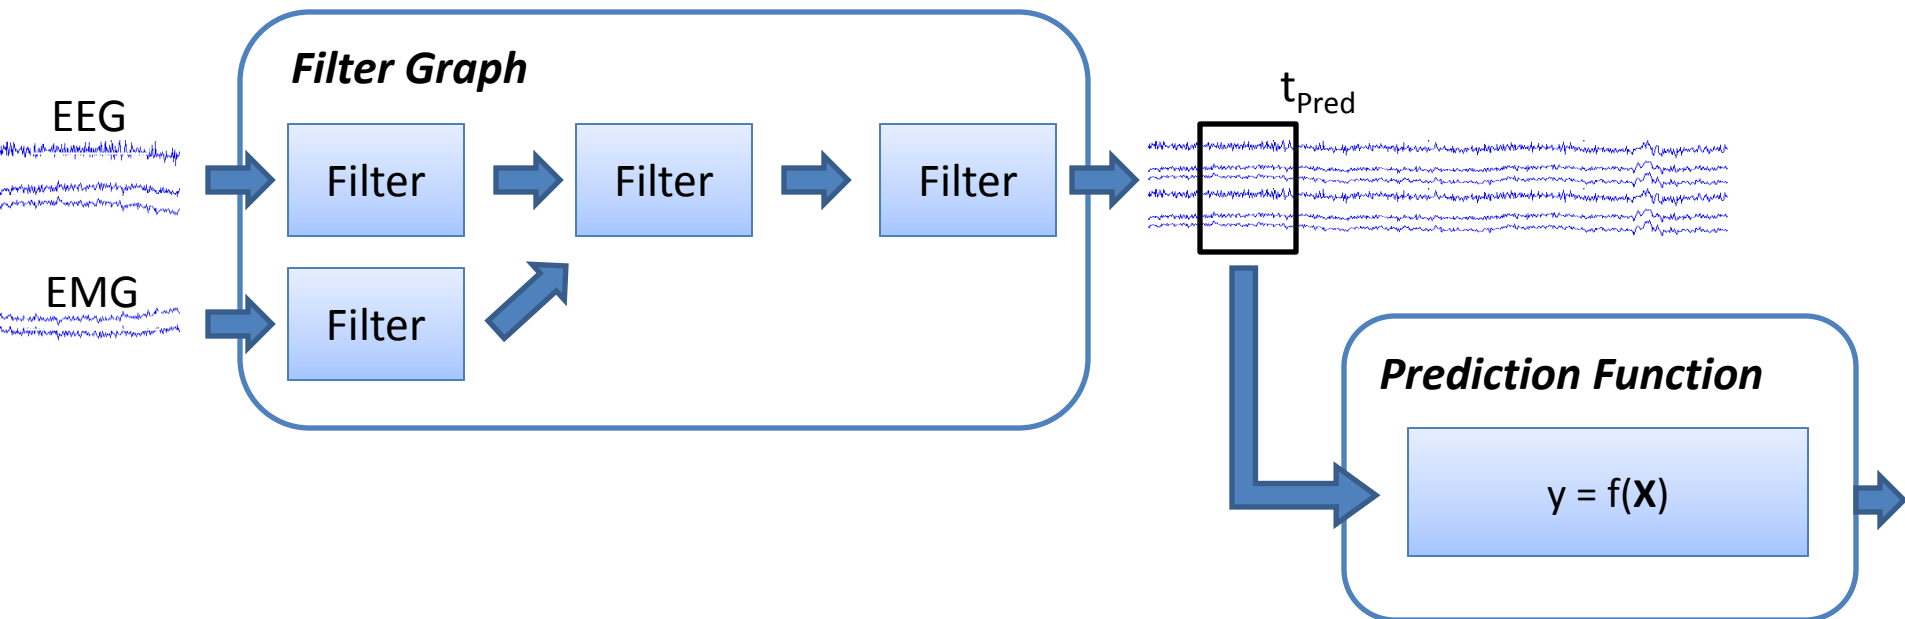 Filter Graph
EEG
Filter
Filter
Filter
EMG
Filter
tPred
Prediction Function
y = f(X)